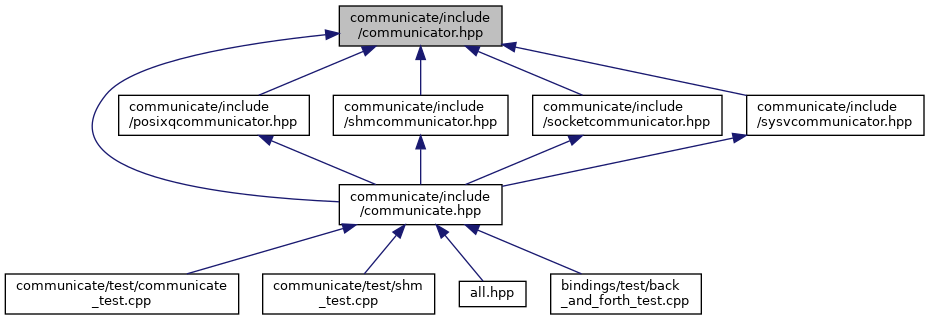 communicate/include
/communicator.hpp
communicate/include
/posixqcommunicator.hpp
communicate/include
/shmcommunicator.hpp
communicate/include
/socketcommunicator.hpp
communicate/include
/sysvcommunicator.hpp
communicate/include
/communicate.hpp
communicate/test/communicate
_test.cpp
communicate/test/shm
_test.cpp
all.hpp
bindings/test/back
_and_forth_test.cpp